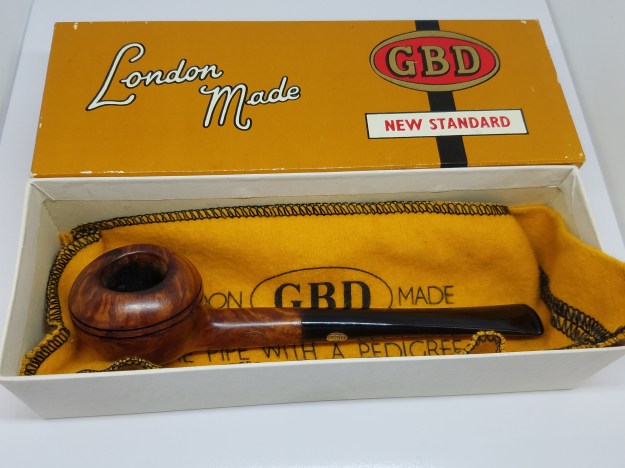 London
Made
GBD
NEW STANDARD
GBD
MADE
PIPE WITH A PEDIGREE